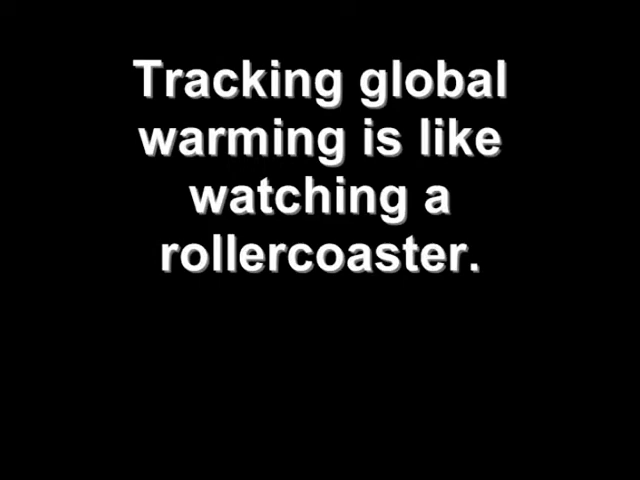 Tracking global
warming is like
watching a
rollercoaster.